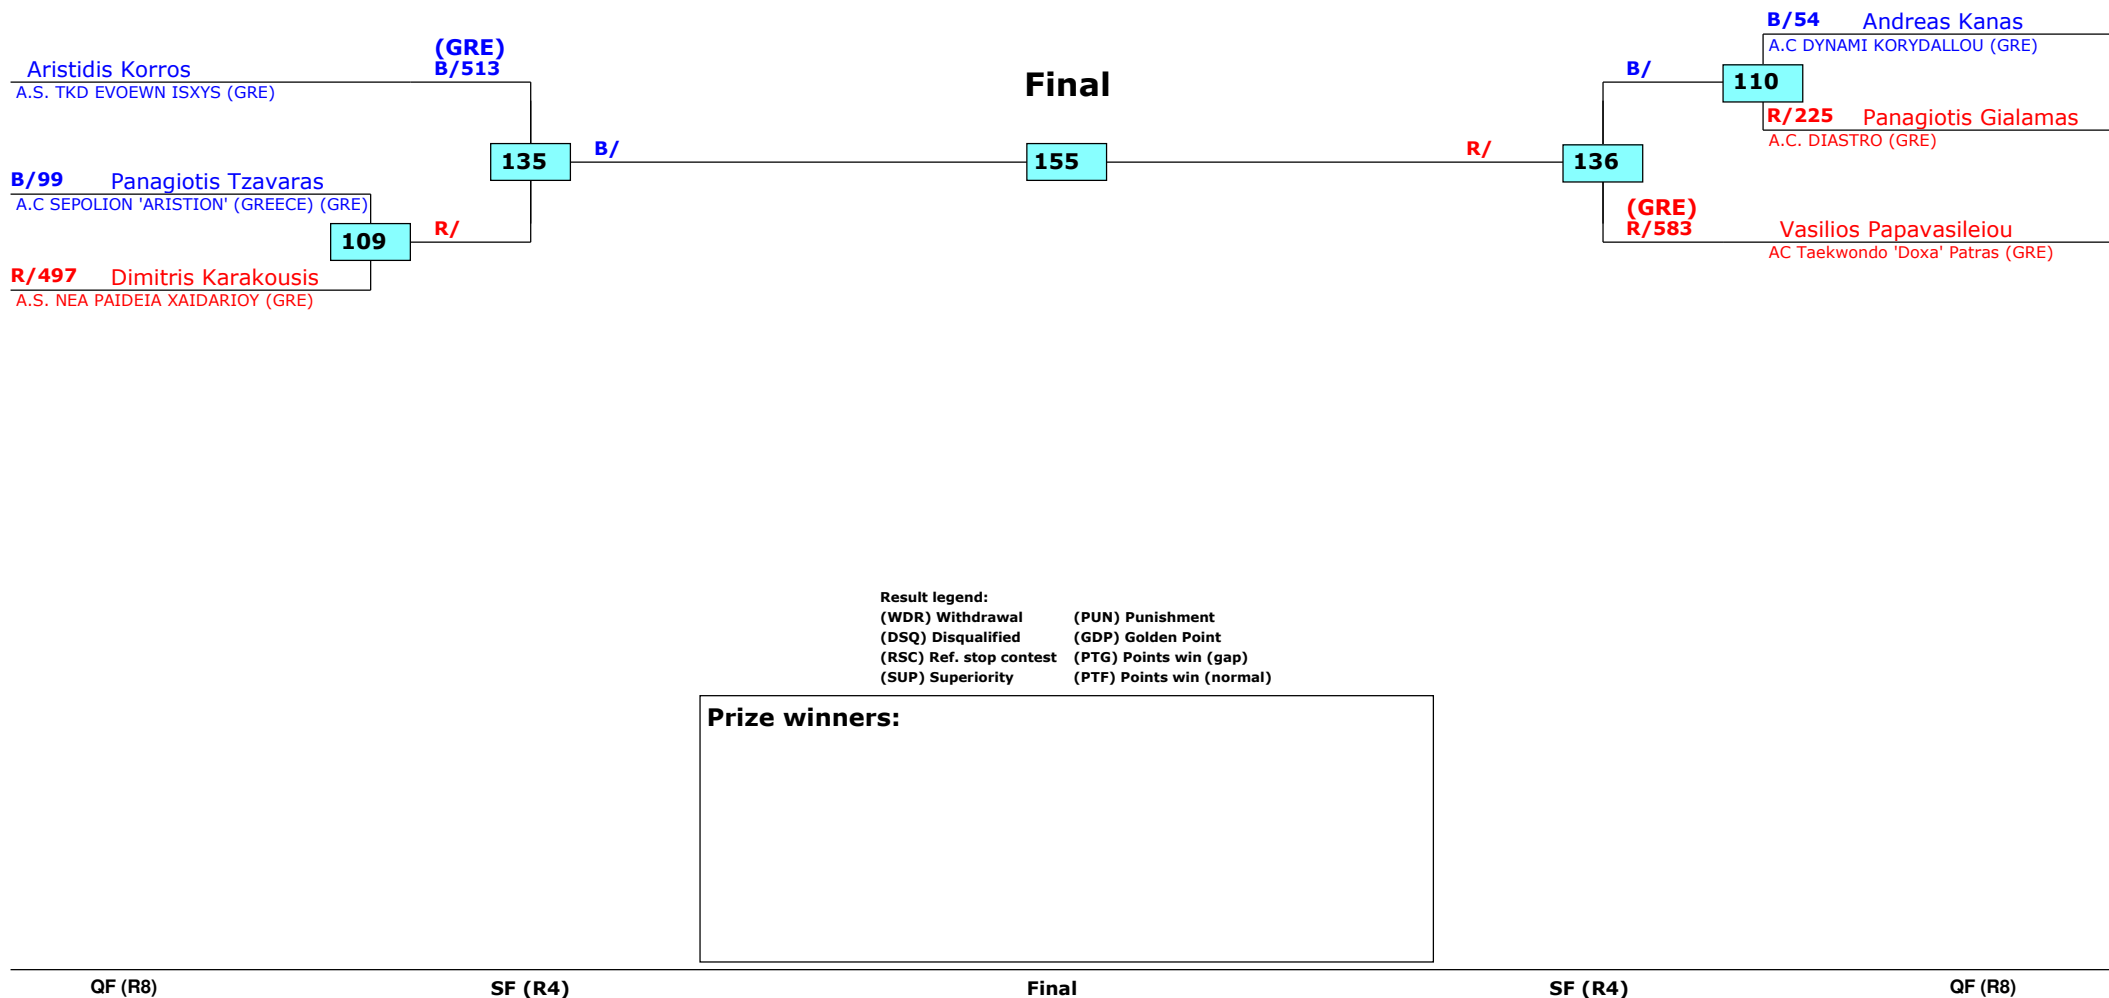 (GRE)
Aristidis Korros B/513
A.S. TKD EVOEWN ISXYS (GRE)
135
B/
B/99 Panagiotis Tzavaras
A.C SEPOLION 'ARISTION' (GREECE) (GRE)
109
R/
R/497 Dimitris Karakousis
A.S. NEA PAIDEIA XAIDARIOY (GRE)
Final
155
B/54 Andreas Kanas
A.C DYNAMI KORYDALLOU (GRE)
B/
110
R/225 Panagiotis Gialamas
A.C. DIASTRO (GRE)
R/
136
(GRE)
R/583 Vasilios Papavasileiou
AC Taekwondo 'Doxa' Patras (GRE)
Result legend:
(WDR) Withdrawal (PUN) Punishment
(DSQ) Disqualified (GDP) Golden Point
(RSC) Ref. stop contest (PTG) Points win (gap)
(SUP) Superiority (PTF) Points win (normal)
Prize winners:
QF (R8) SF (R4) Final SF (R4) QF (R8)